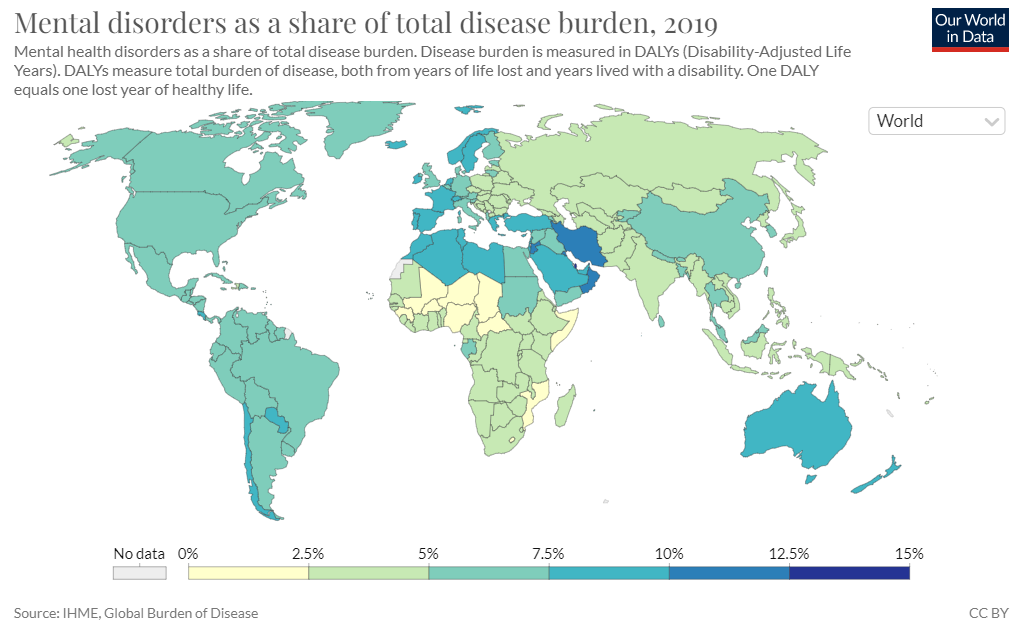 Mental disorders as a share of total disease burden, 2019
Our World
in Data
Mental health disorders as a share of total disease burden. Disease burden is measured in DALYs (Disability-Adjusted Life
Years). DALYs measure total burden of disease, both from years of life lost and years lived with a disability. One DALY
equals one lost year of healthy life.
World
No data 0% 2.5% 5% 7.5% 10% 12.5% 15%
Source: IHME, Global Burden of Disease CC BY